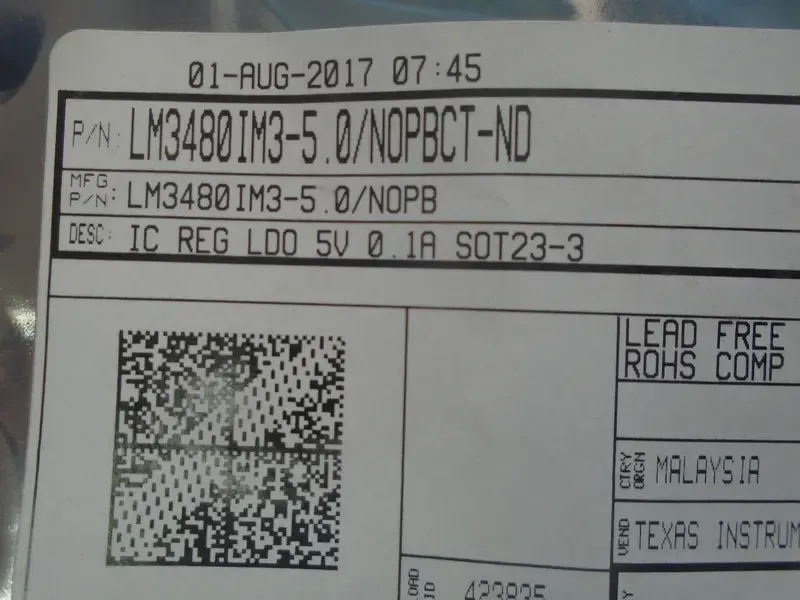 01-AUG-2017 07:45
P/N: LM3480IM3-5.0/NOPBCT-ND
MFG P/N: LM3480IM3-5.0/NOPB
DESC: IC REG LDO 5V 0.1A SOT23-3
LEAD FREE
ROHS COMP
CTRY ORGN MALAYSIA
VEND TEXAS INSTRUM